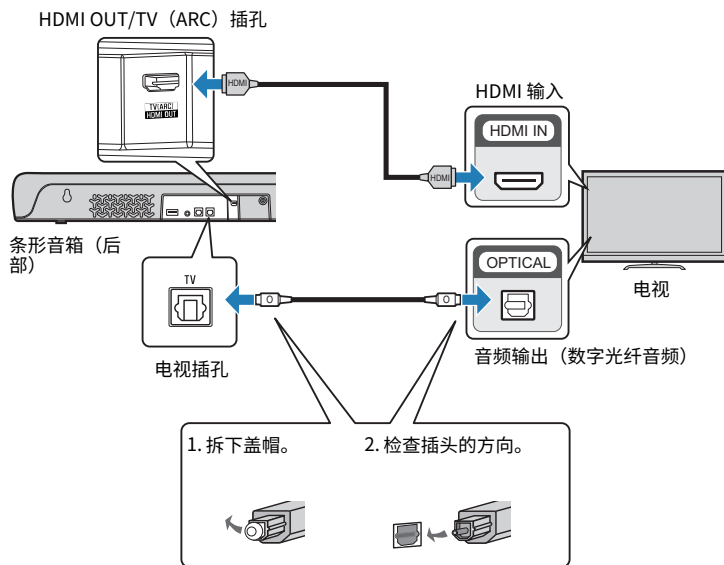 HDMI OUT/TV（ARC）插孔
HDMI
TV(ARC)
HDMI OUT
HDMI 输入
HDMI IN
HDMI
条形音箱（后
部）
TV
OPTICAL
电视
电视插孔
音频输出（数字光纤音频）
1. 拆下盖帽。
2. 检查插头的方向。